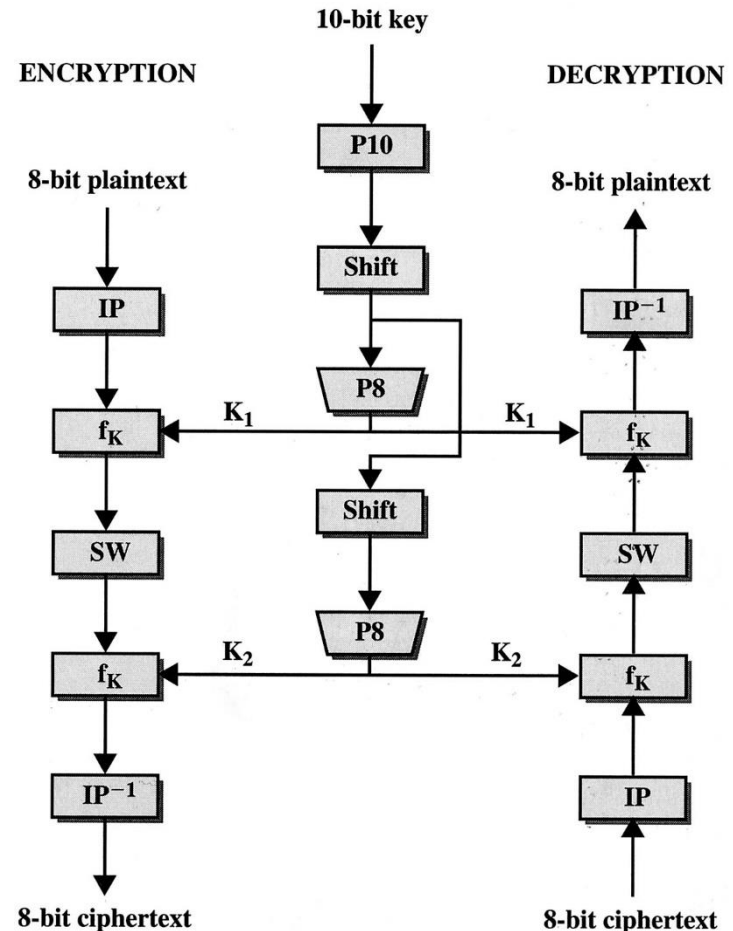 10-bit key
ENCRYPTION
DECRYPTION
P10
8-bit plaintext
8-bit plaintext
Shift
IP
IP⁻¹
P8
f_K
K₁
K₁
f_K
Shift
SW
SW
P8
f_K
K₂
K₂
f_K
IP⁻¹
IP
8-bit ciphertext
8-bit ciphertext